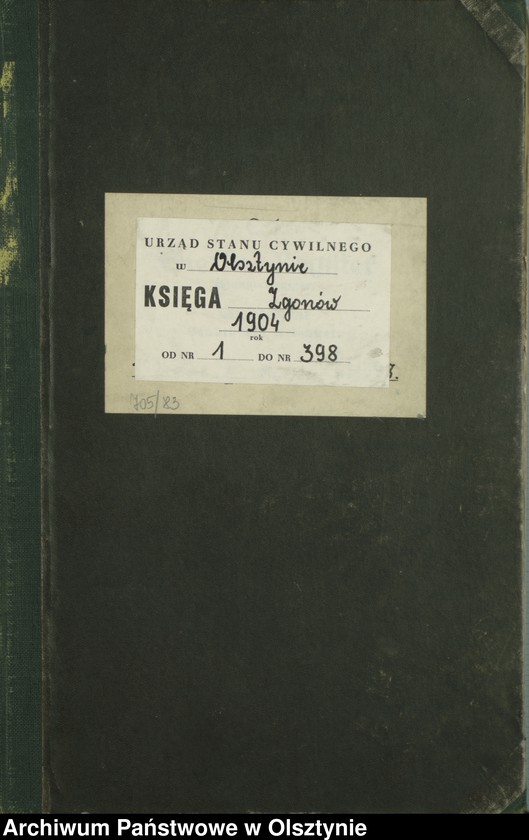 URZĄD STANU CYWILNEGO
w Olsztynie
KSIĘGA Zgonów
1904
rok
OD NR 1 DO NR 398
705/83
Archiwum Państwowe w Olsztynie